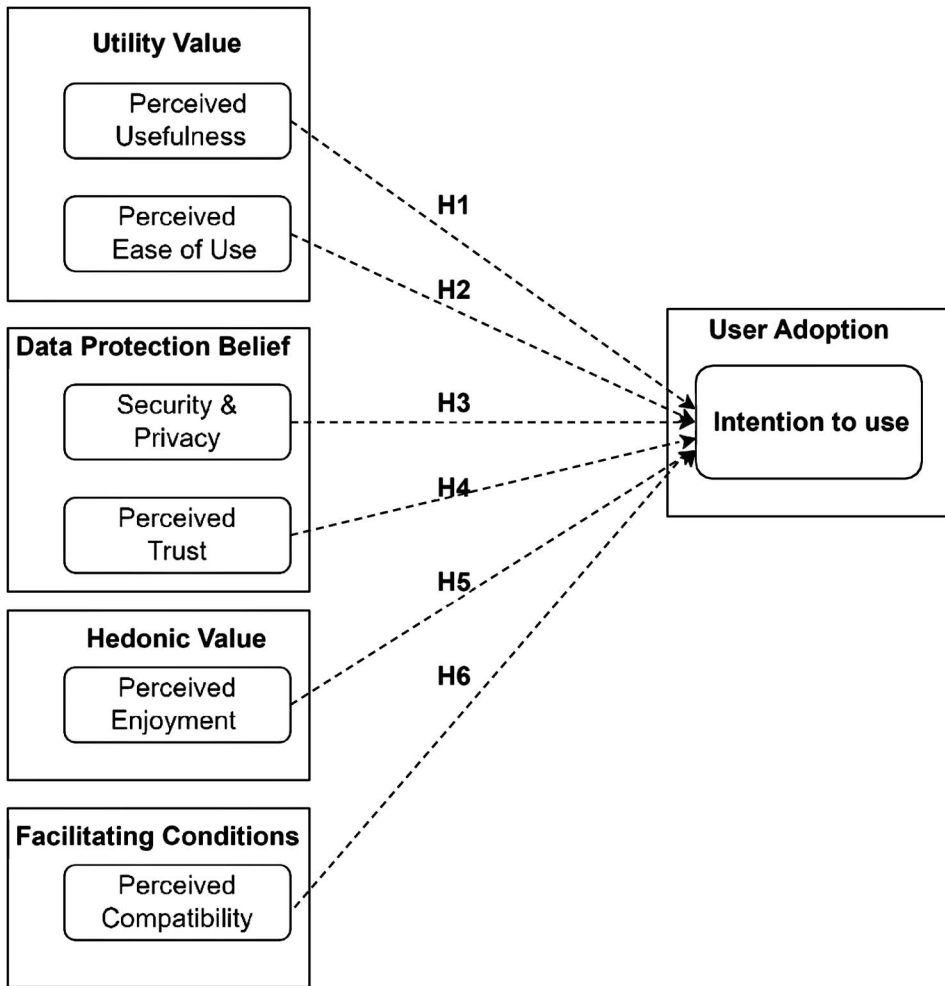 Utility Value
Perceived
Usefulness
Perceived
Ease of Use
H1
H2
Data Protection Belief
Security &
Privacy
Perceived
Trust
H3
H4
User Adoption
Intention to use
Hedonic Value
Perceived
Enjoyment
H5
H6
Facilitating Conditions
Perceived
Compatibility